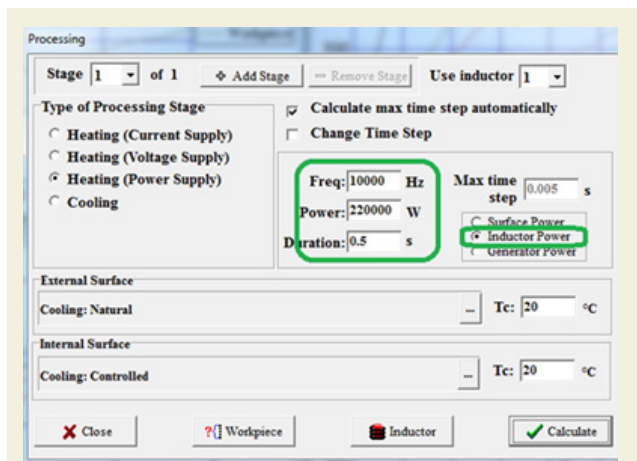 Processing
Stage 1 of 1 Add Stage Remove Stage Use inductor 1
Type of Processing Stage
Calculate max time step automatically
Heating (Current Supply)
Change Time Step
Heating (Voltage Supply)
Heating (Power Supply)
Cooling
Freq: 10000 Hz
Power: 220000 W
Duration: 0.5 s
Max time step 0.005 s
Surface Power
Inductor Power
Generator Power
External Surface
Cooling: Natural ... Tc: 20 °C
Internal Surface
Cooling: Controlled ... Tc: 20 °C
Close ?{] Workpiece Inductor Calculate